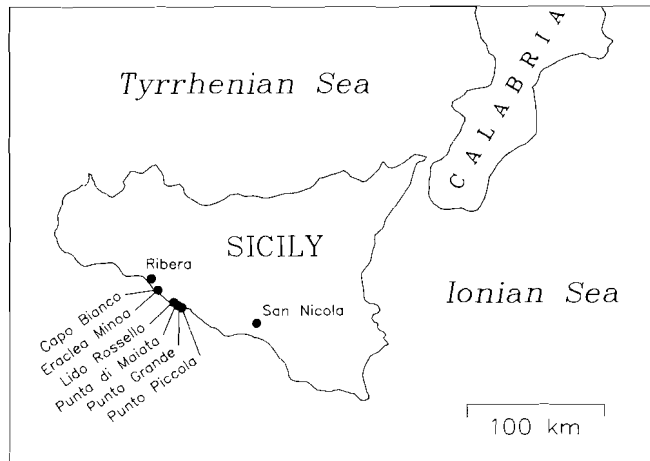 Tyrrhenian Sea
CALABRIA
SICILY
Ribera
Ionian Sea
San Nicola
Capo Bianco
Eraclea Minoa
Lido Rossello
Punta di Maiata
Punto Grande
Punto Piccola
100 km